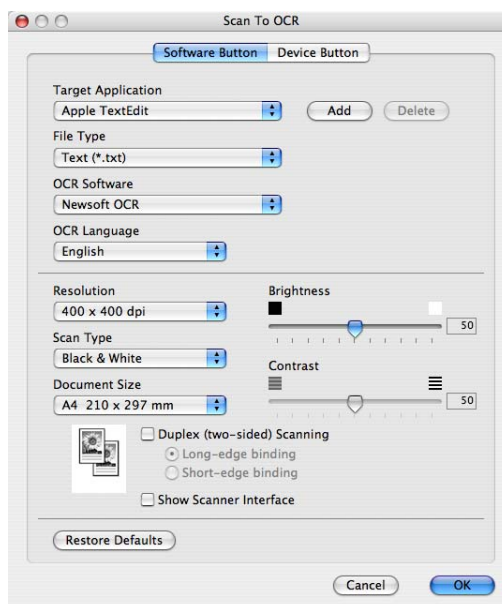 Scan To OCR
Software Button Device Button
Target Application
Apple TextEdit Add Delete
File Type
Text (*.txt)
OCR Software
Newsoft OCR
OCR Language
English
Resolution Brightness
400 x 400 dpi 50
Scan Type
Black & White
Contrast
Document Size
A4 210 x 297 mm 50
Duplex (two-sided) Scanning
Long-edge binding
Short-edge binding
Show Scanner Interface
Restore Defaults
Cancel OK